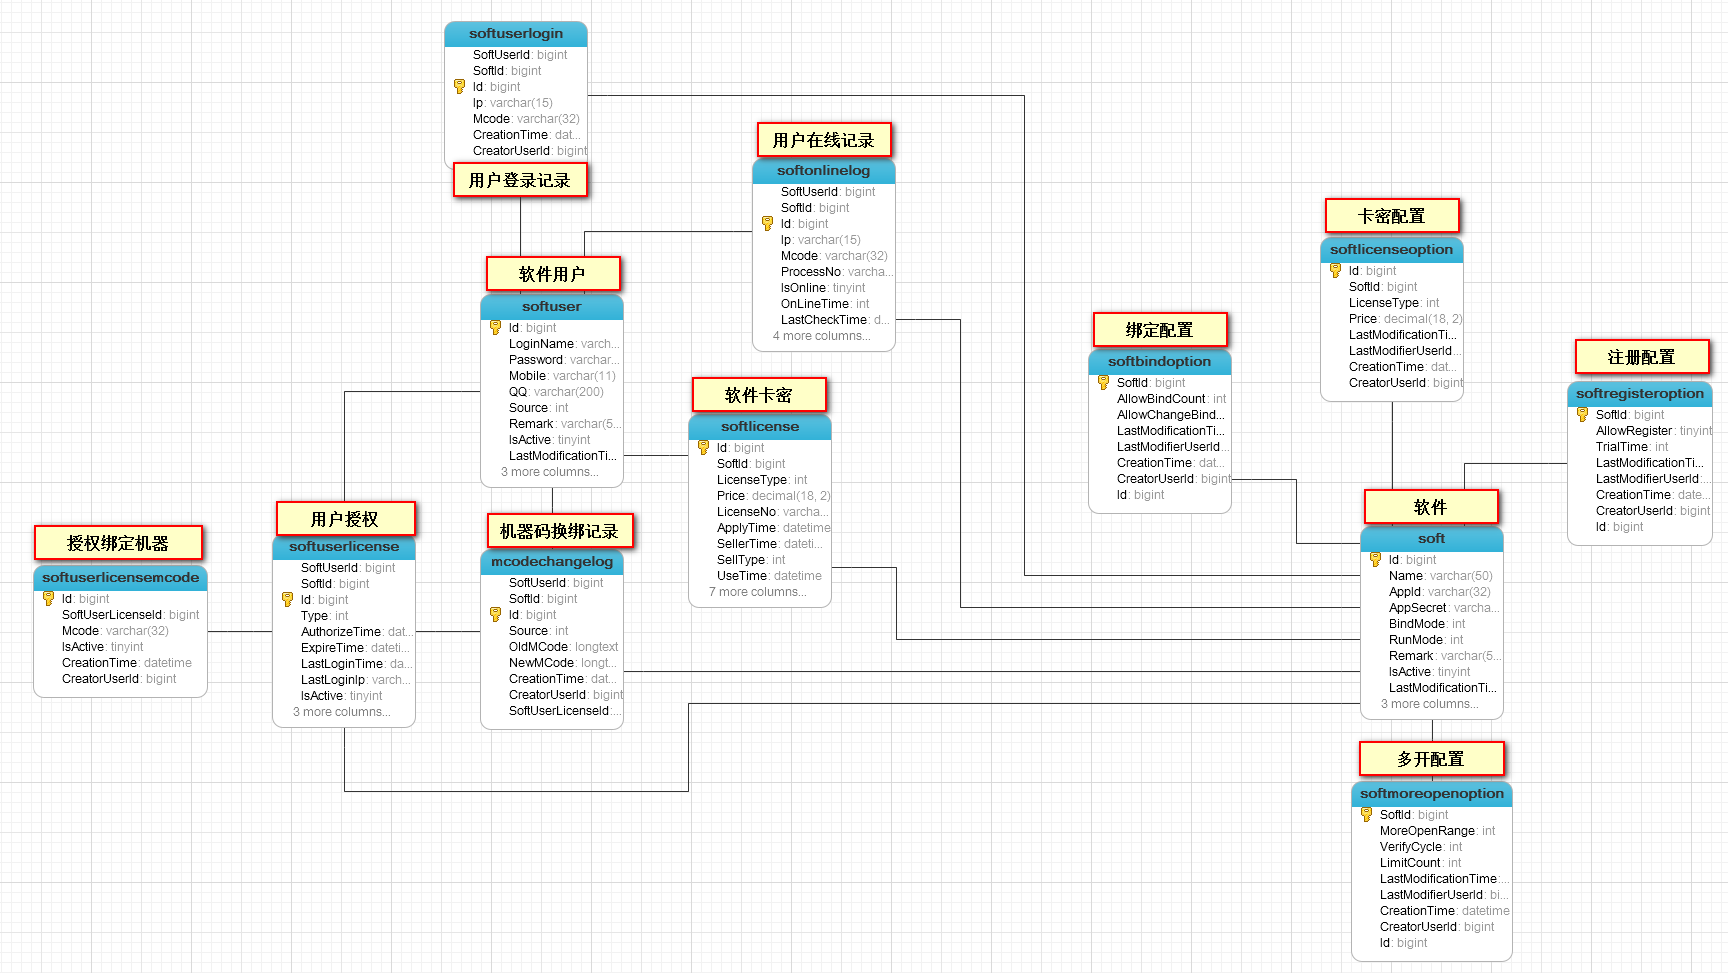 softuserlogin
SoftUserId: bigint
SoftId: bigint
Id: bigint
Ip: varchar(15)
Mcode: varchar(32)
CreationTime: dat...
CreatorUserId: bigint
用户登录记录
用户在线记录
softonlinelog
SoftUserId: bigint
SoftId: bigint
Id: bigint
Ip: varchar(15)
Mcode: varchar(32)
ProcessNo: varcha...
IsOnline: tinyint
OnLineTime: int
LastCheckTime: d...
4 more columns...
软件用户
softuser
Id: bigint
LoginName: varch...
Password: varchar...
Mobile: varchar(11)
QQ: varchar(200)
Source: int
Remark: varchar(5...
IsActive: tinyint
LastModificationTi...
3 more columns...
软件卡密
softlicense
Id: bigint
SoftId: bigint
LicenseType: int
Price: decimal(18, 2)
LicenseNo: varcha...
ApplyTime: datetime
SellerTime: dateti...
SellType: int
UseTime: datetime
7 more columns...
绑定配置
softbindoption
SoftId: bigint
AllowBindCount: int
AllowChangeBind...
LastModificationTi...
LastModifierUserId...
CreationTime: dat...
CreatorUserId: bigint
Id: bigint
卡密配置
softlicenseoption
Id: bigint
SoftId: bigint
LicenseType: int
Price: decimal(18, 2)
LastModificationTi...
LastModifierUserId...
CreationTime: dat...
CreatorUserId: bigint
注册配置
softregisteroption
SoftId: bigint
AllowRegister: tinyint
TrialTime: int
LastModificationTi...
LastModifierUserId:...
CreationTime: date...
CreatorUserId: bigint
Id: bigint
授权绑定机器
softuserlicensemcode
Id: bigint
SoftUserLicenseId: bigint
Mcode: varchar(32)
IsActive: tinyint
CreationTime: datetime
CreatorUserId: bigint
用户授权
softuserlicense
SoftUserId: bigint
SoftId: bigint
Id: bigint
Type: int
AuthorizeTime: dat...
ExpireTime: dateti...
LastLoginTime: da...
LastLoginIp: varch...
IsActive: tinyint
3 more columns...
机器码换绑记录
mcodechangelog
SoftUserId: bigint
SoftId: bigint
Id: bigint
Source: int
OldMCode: longtext
NewMCode: longt...
CreationTime: dat...
CreatorUserId: bigint
SoftUserLicenseId:...
软件
soft
Id: bigint
Name: varchar(50)
AppId: varchar(32)
AppSecret: varcha...
BindMode: int
RunMode: int
Remark: varchar(5...
IsActive: tinyint
LastModificationTi...
3 more columns...
多开配置
softmoreopenoption
SoftId: bigint
MoreOpenRange: int
VerifyCycle: int
LimitCount: int
LastModificationTime:...
LastModifierUserId: bi...
CreationTime: datetime
CreatorUserId: bigint
Id: bigint